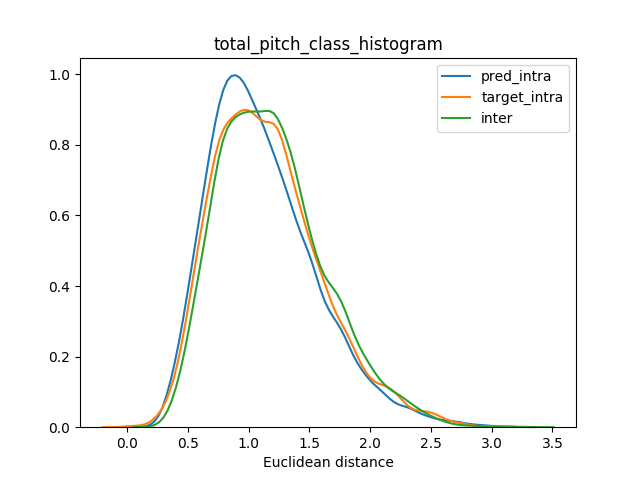 total_pitch_class_histogram
pred_intra
target_intra
inter
1.0
0.8
0.6
0.4
0.2
0.0
0.0 0.5 1.0 1.5 2.0 2.5 3.0 3.5
Euclidean distance